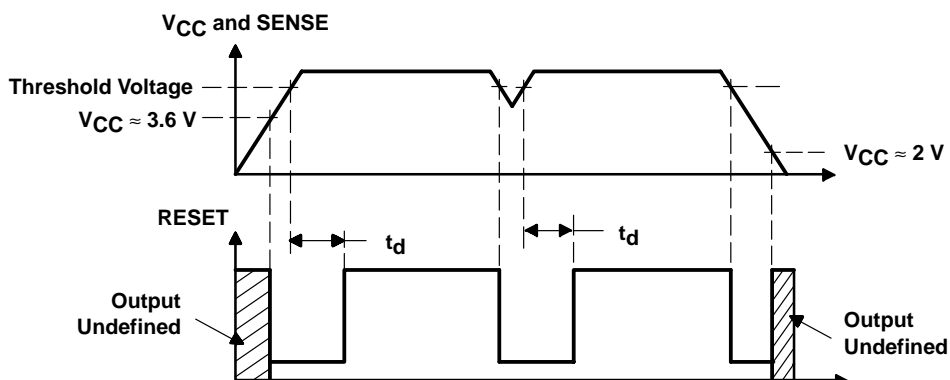 VCC and SENSE
Threshold Voltage
VCC ≈ 3.6 V
VCC ≈ 2 V
RESET
td
td
Output
Undefined
Output
Undefined